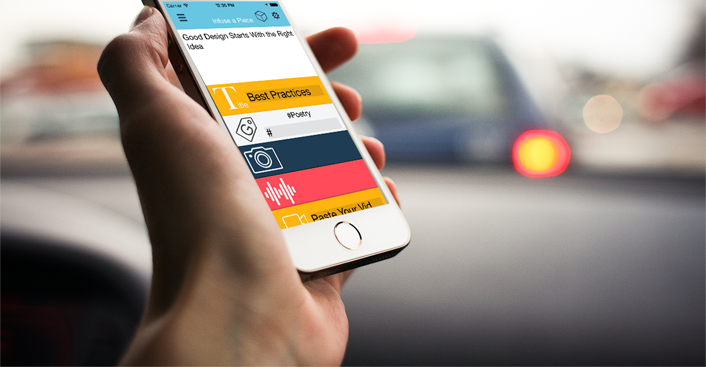 Carrier 12:35 PM
Infuse a Piece
Good Design Starts With the Right
Idea
T
title
Best Practices
#Poetry
G
#
Paste Your Vid